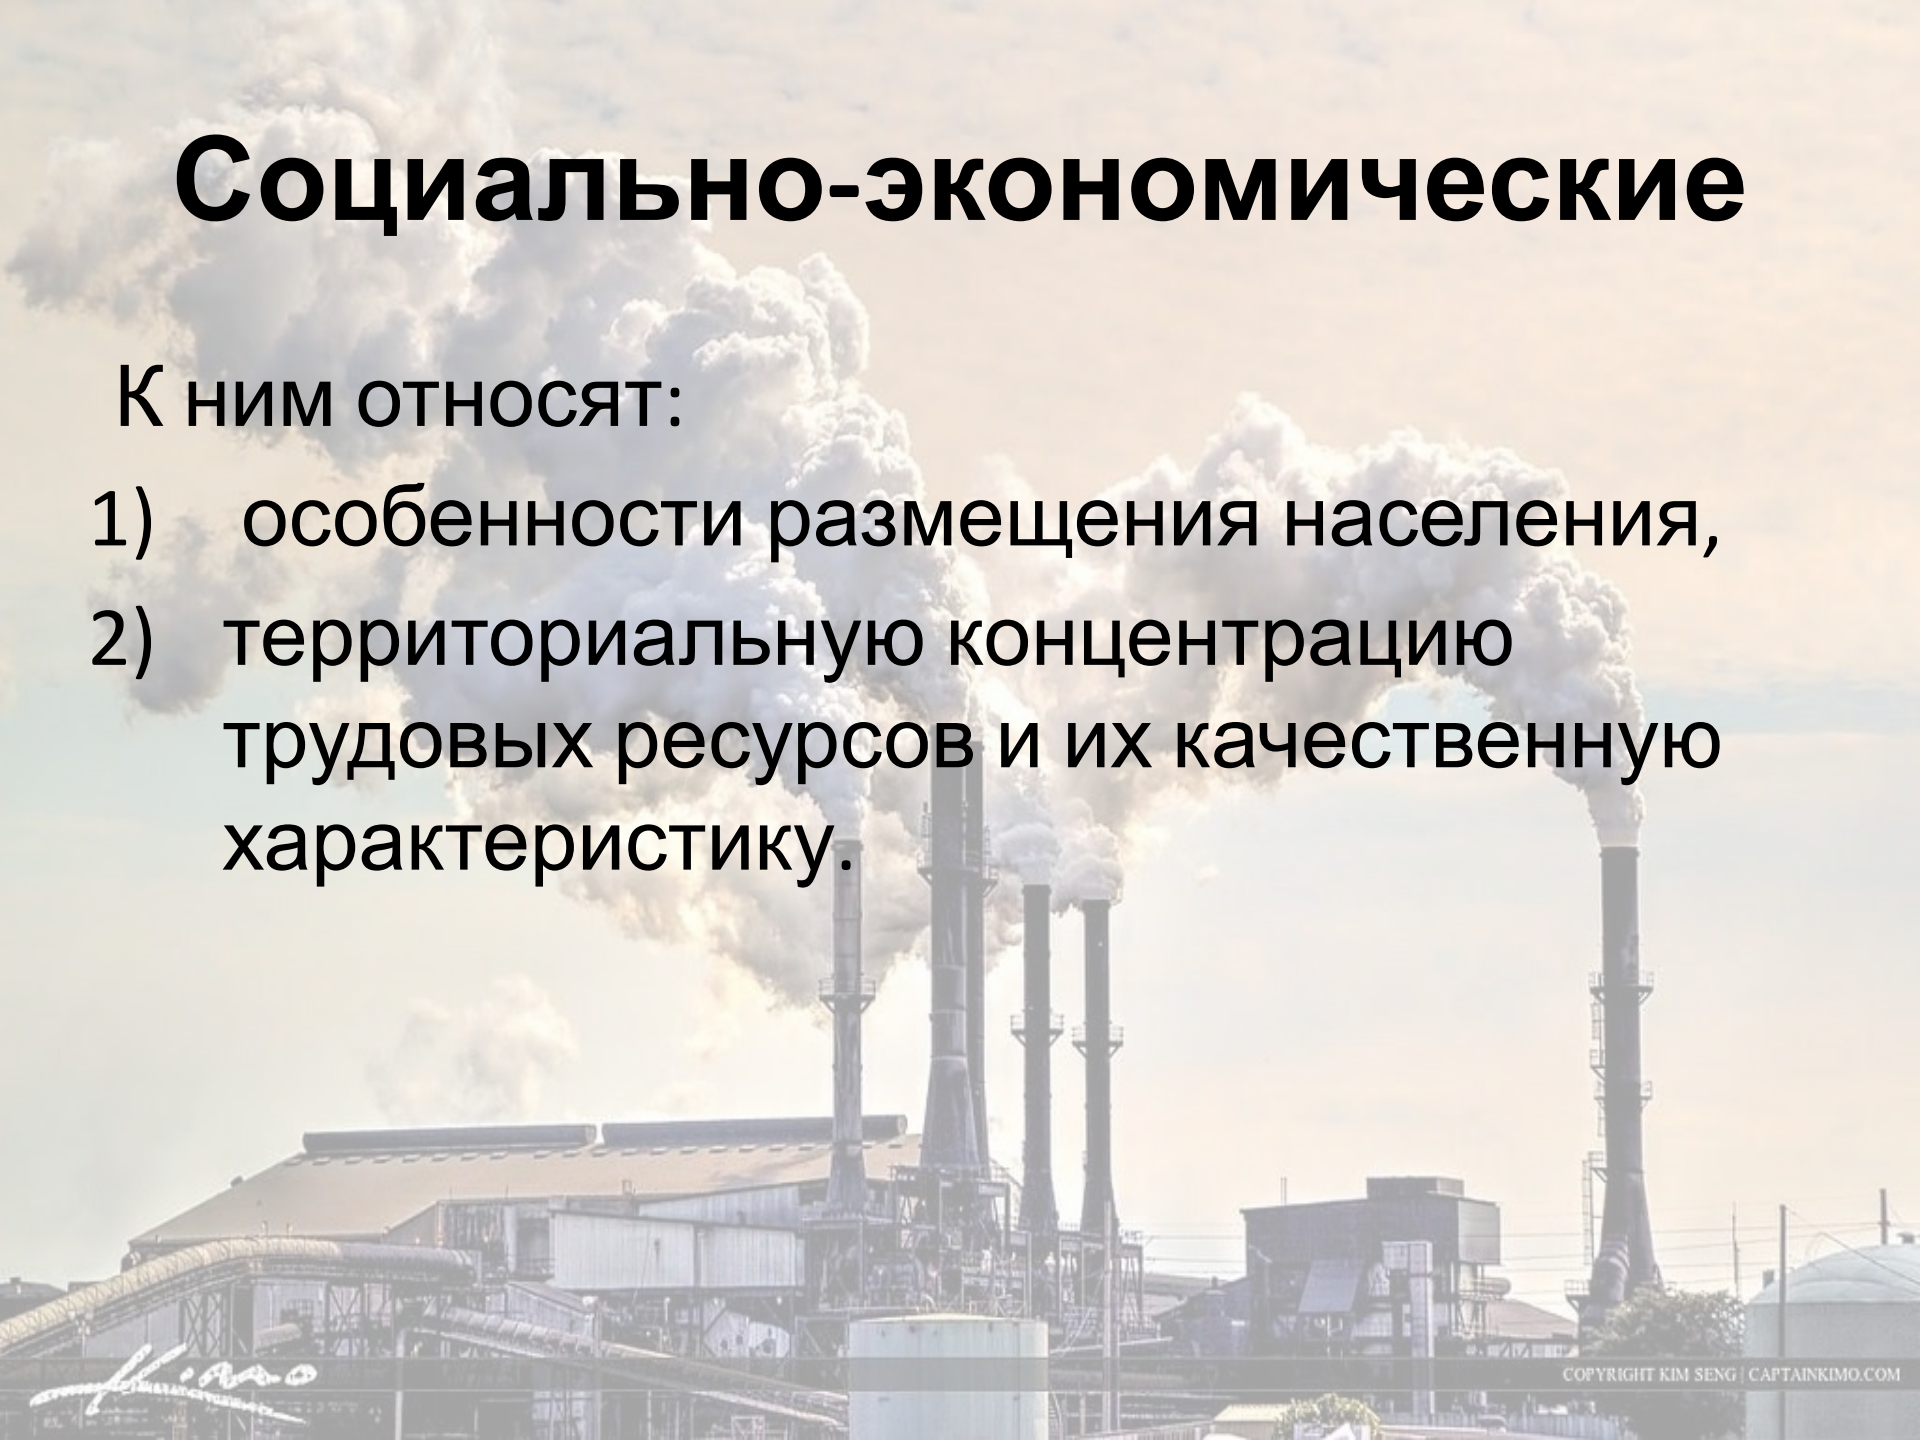 Социально-экономические
К ним относят:
1) особенности размещения населения,
2) территориальную концентрацию
трудовых ресурсов и их качественную
характеристику.
Kimo
COPYRIGHT KIM SENG | CAPTAINKIMO.COM